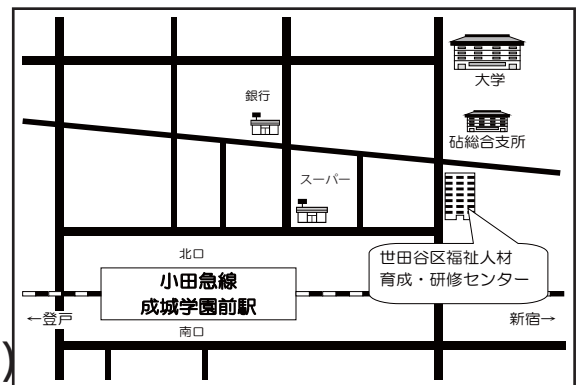 大学
銀行
砧総合支所
スーパー
世田谷区福祉人材
育成・研修センター
北口
小田急線
成城学園前駅
←登戸
新宿→
南口
)